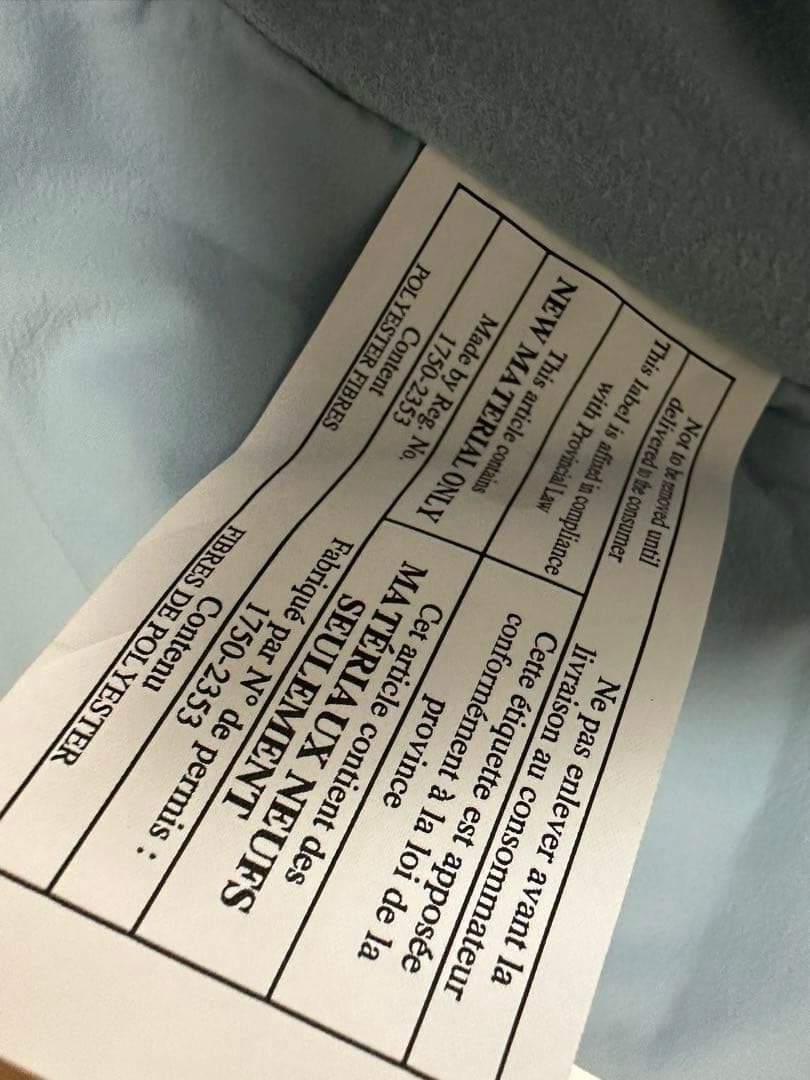 Not to be removed until
delivered to the consumer
This label is affixed in compliance
with Provincial Law
This article contains
NEW MATERIAL ONLY
Made by Reg. No.
1750-2353
Content
POLYESTER FIBRES
Ne pas enlever avant la
livraison au consommateur
Cette étiquette est apposée
conformément à la loi de la
province
Cet article contient des
MATÉRIAUX NEUFS
SEULEMENT
Fabriqué par N° de permis :
1750-2353
Contenu
FIBRES DE POLYESTER